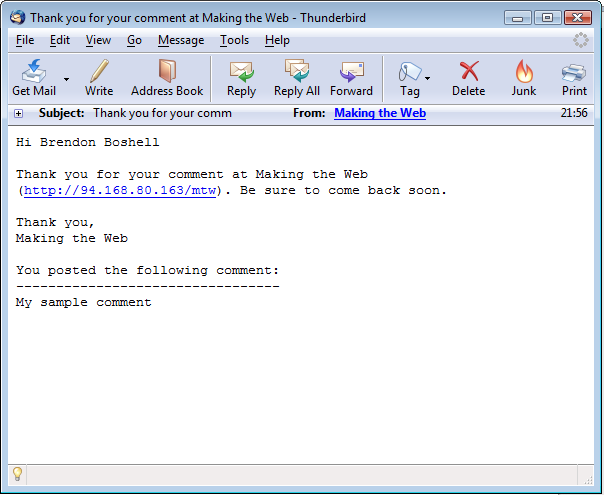 Thank you for your comment at Making the Web - Thunderbird
File Edit View Go Message Tools Help
Get Mail Write Address Book Reply Reply All Forward Tag Delete Junk Print
Subject: Thank you for your comm From: Making the Web 21:56
Hi Brendon Boshell
Thank you for your comment at Making the Web
(http://94.168.80.163/mtw). Be sure to come back soon.
Thank you,
Making the Web
You posted the following comment:
---------------------------------
My sample comment